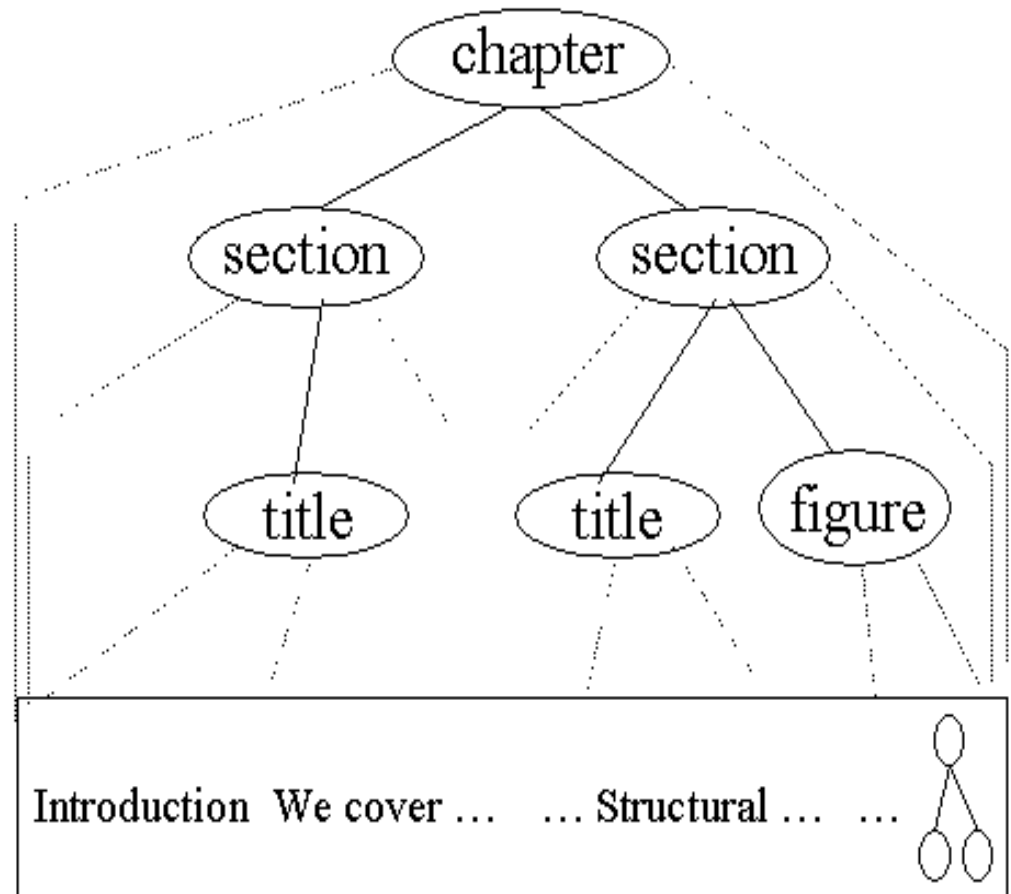 chapter
section section
title title figure
Introduction We cover ... ... Structural ... ...